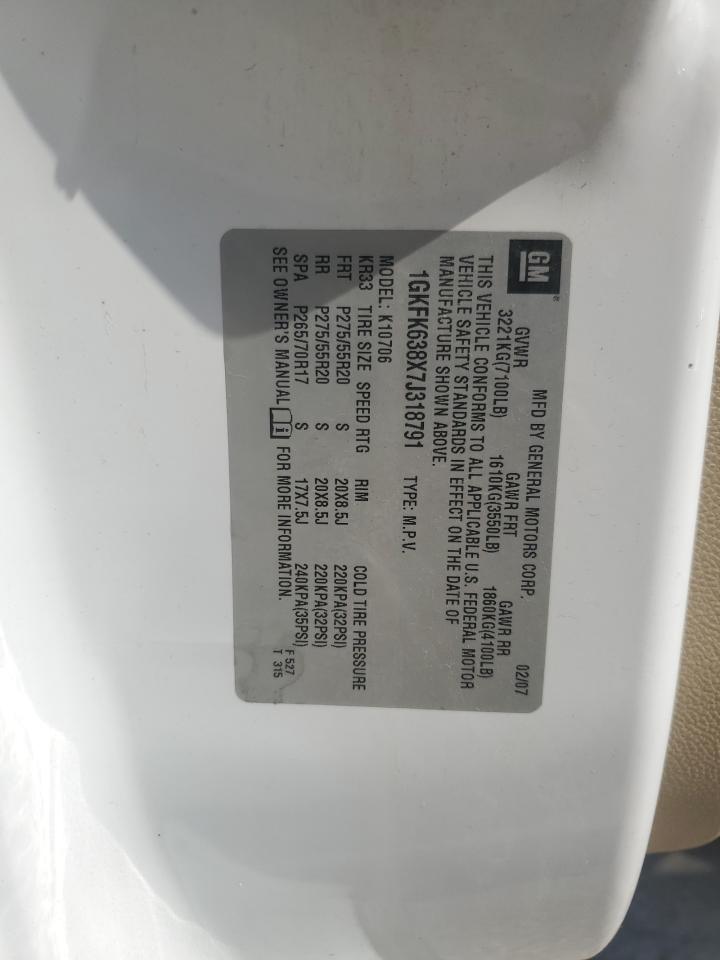 GM® MFD BY GENERAL MOTORS CORP. 02/07
GVWR GAWR FRT GAWR RR
3221KG(7100LB) 1610KG(3550LB) 1860KG(4100LB)
THIS VEHICLE CONFORMS TO ALL APPLICABLE U.S. FEDERAL MOTOR
VEHICLE SAFETY STANDARDS IN EFFECT ON THE DATE OF
MANUFACTURE SHOWN ABOVE.
1GKFK638X7J318791 TYPE: M.P.V.
MODEL: K10706
KR33 TIRE SIZE SPEED RTG RIM COLD TIRE PRESSURE
FRT P275/55R20 S 20X8.5J 220KPA(32PSI)
RR P275/55R20 S 20X8.5J 220KPA(32PSI)
SPA P265/70R17 S 17X7.5J 240KPA(35PSI)
SEE OWNER'S MANUAL i FOR MORE INFORMATION.
F 527
T 315